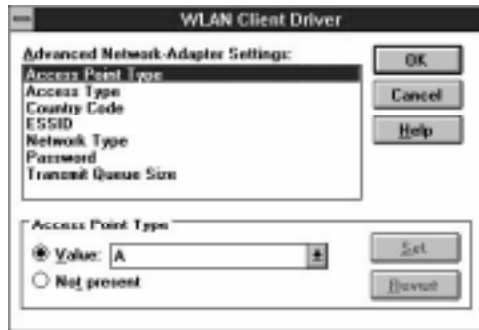 WLAN Client Driver
Advanced Network-Adapter Settings:
Access Point Type
Access Type
Country Code
ESSID
Network Type
Password
Transmit Queue Size
OK
Cancel
Help
Access Point Type
Value: A
Not present
Set
Revert